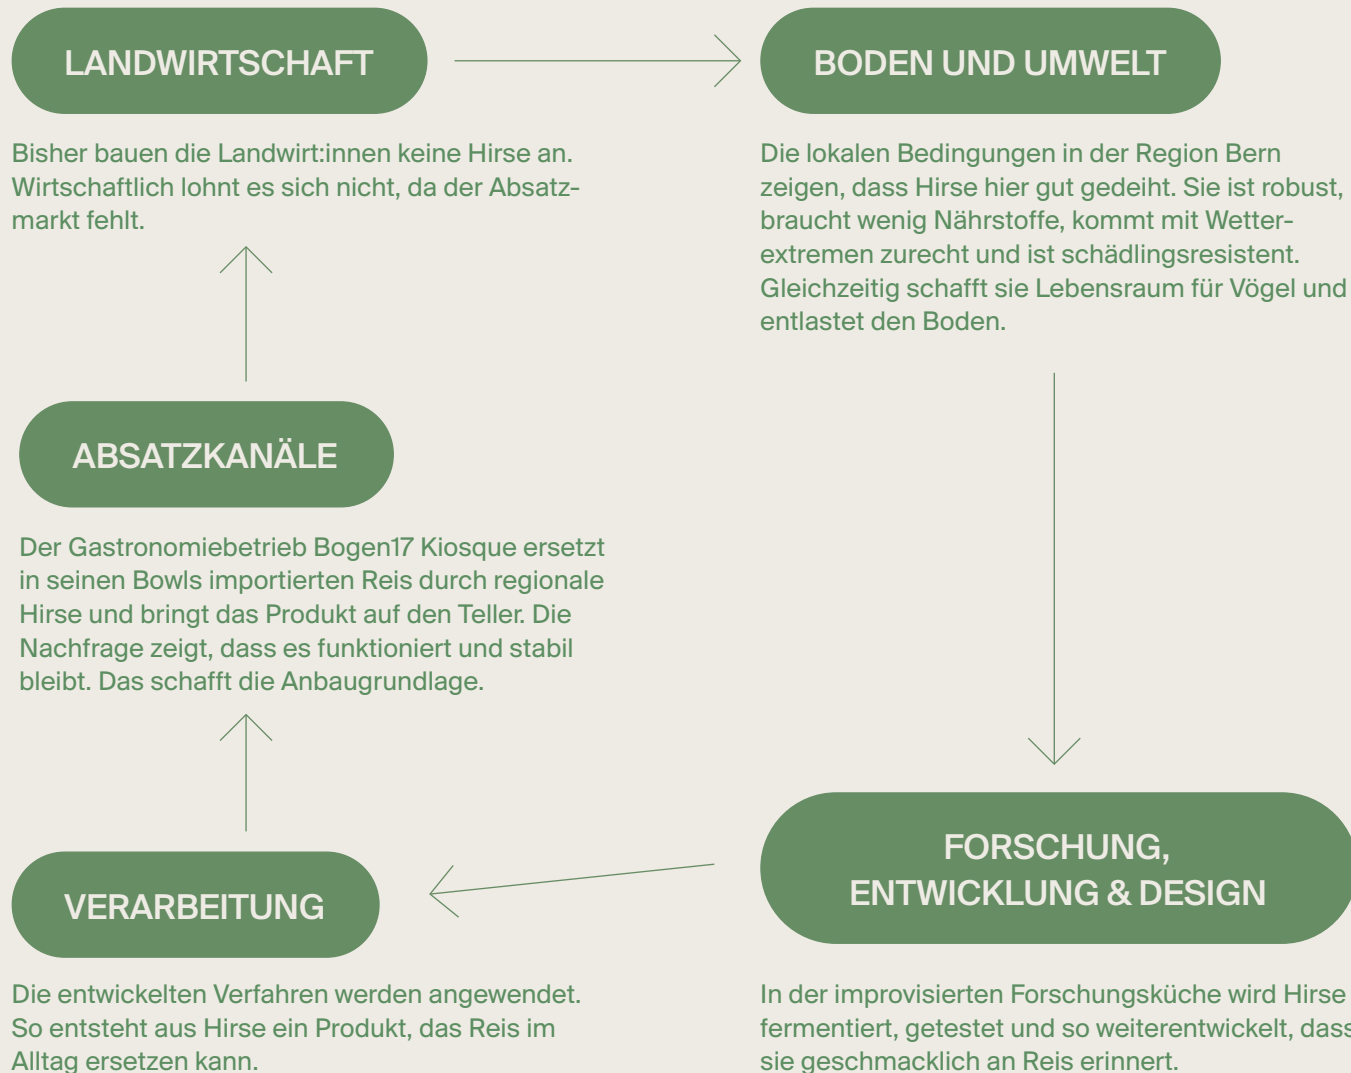 LANDWIRTSCHAFT
Bisher bauen die Landwirt:innen keine Hirse an.
Wirtschaftlich lohnt es sich nicht, da der Absatz-
markt fehlt.
BODEN UND UMWELT
Die lokalen Bedingungen in der Region Bern
zeigen, dass Hirse hier gut gedeiht. Sie ist robust,
braucht wenig Nährstoffe, kommt mit Wetter-
extremen zurecht und ist schädlingsresistent.
Gleichzeitig schafft sie Lebensraum für Vögel und
entlastet den Boden.
ABSATZKANÄLE
Der Gastronomiebetrieb Bogen17 Kiosque ersetzt
in seinen Bowls importierten Reis durch regionale
Hirse und bringt das Produkt auf den Teller. Die
Nachfrage zeigt, dass es funktioniert und stabil
bleibt. Das schafft die Anbaugrundlage.
FORSCHUNG,
ENTWICKLUNG & DESIGN
In der improvisierten Forschungsküche wird Hirse
fermentiert, getestet und so weiterentwickelt, dass
sie geschmacklich an Reis erinnert.
VERARBEITUNG
Die entwickelten Verfahren werden angewendet.
So entsteht aus Hirse ein Produkt, das Reis im
Alltag ersetzen kann.